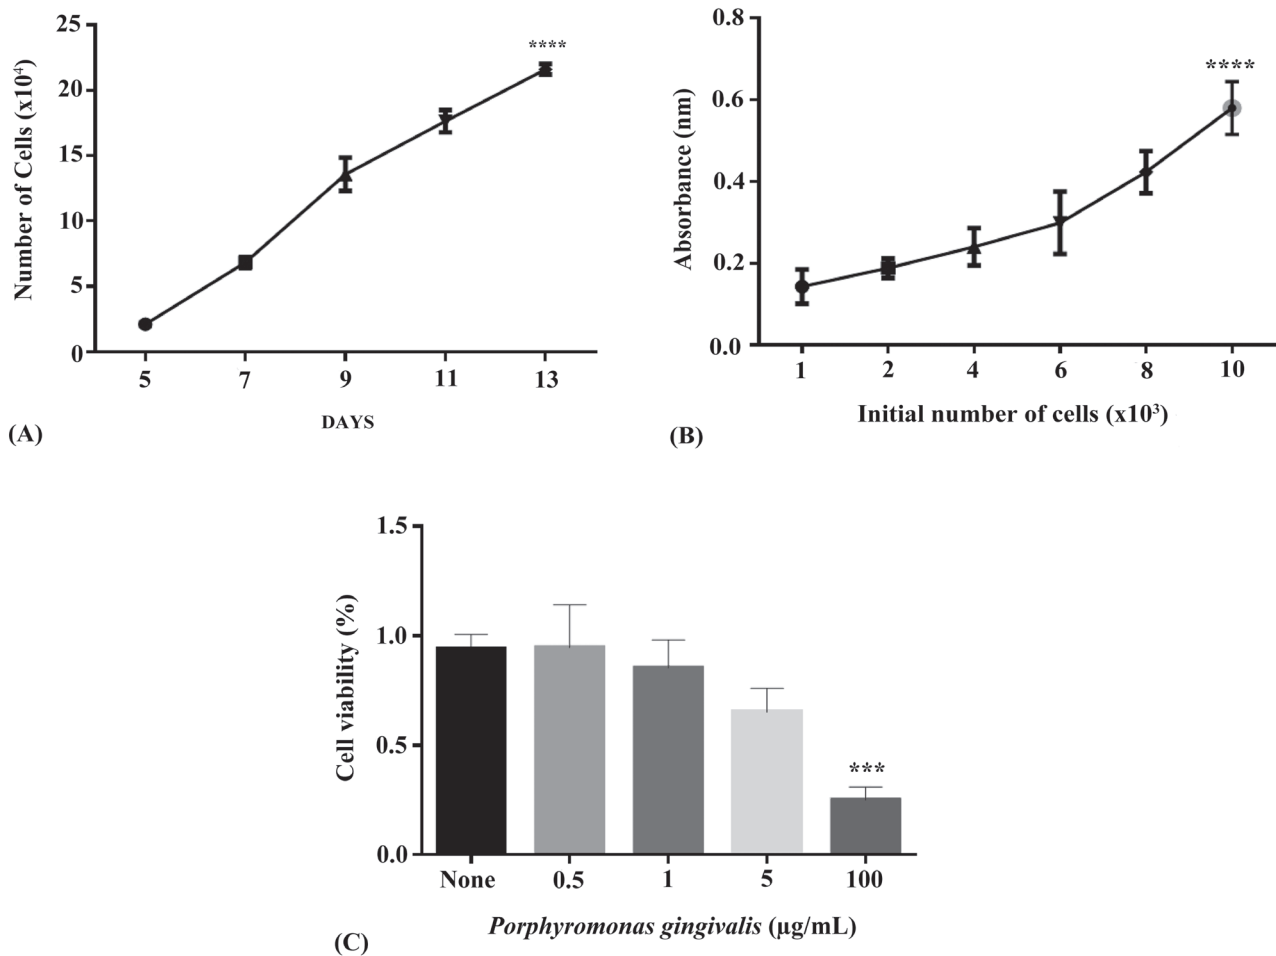 25
20
15
10
5
0
Number of Cells (x10⁴)
****
5 7 9 11 13
DAYS
(A)
0.8
0.6
0.4
0.2
0.0
Absorbance (nm)
****
1 2 4 6 8 10
Initial number of cells (x10³)
(B)
1.5
1.0
0.5
0.0
Cell viability (%)
***
None 0.5 1 5 100
Porphyromonas gingivalis (µg/mL)
(C)